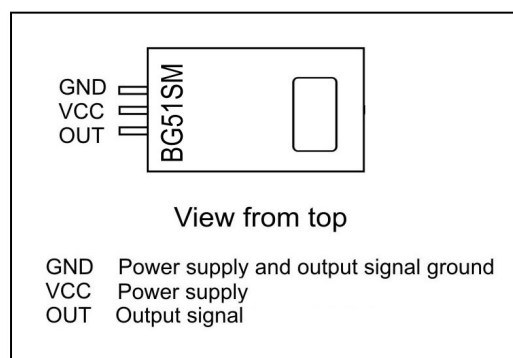 GND
VCC
OUT
BG51SM
View from top
GND Power supply and output signal ground
VCC Power supply
OUT Output signal